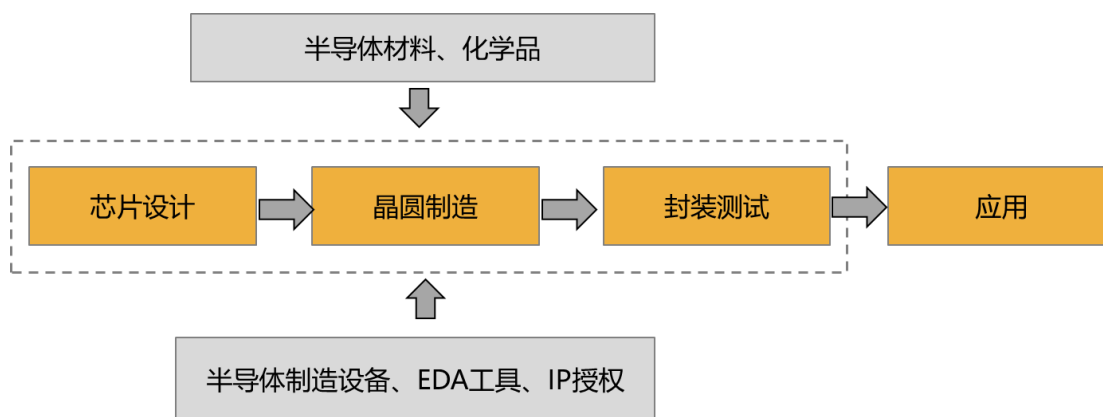 半导体材料、化学品
芯片设计
晶圆制造
封装测试
应用
半导体制造设备、EDA工具、IP授权